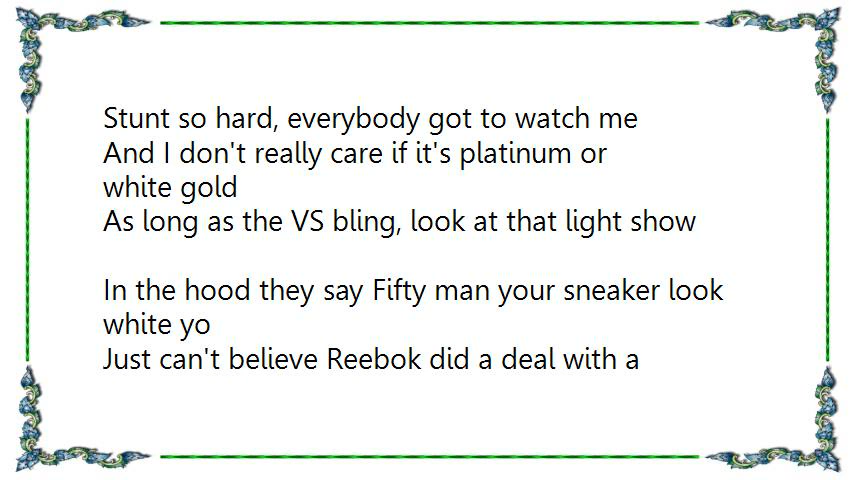 Stunt so hard, everybody got to watch me
And I don't really care if it's platinum or
white gold
As long as the VS bling, look at that light show
In the hood they say Fifty man your sneaker look
white yo
Just can't believe Reebok did a deal with a